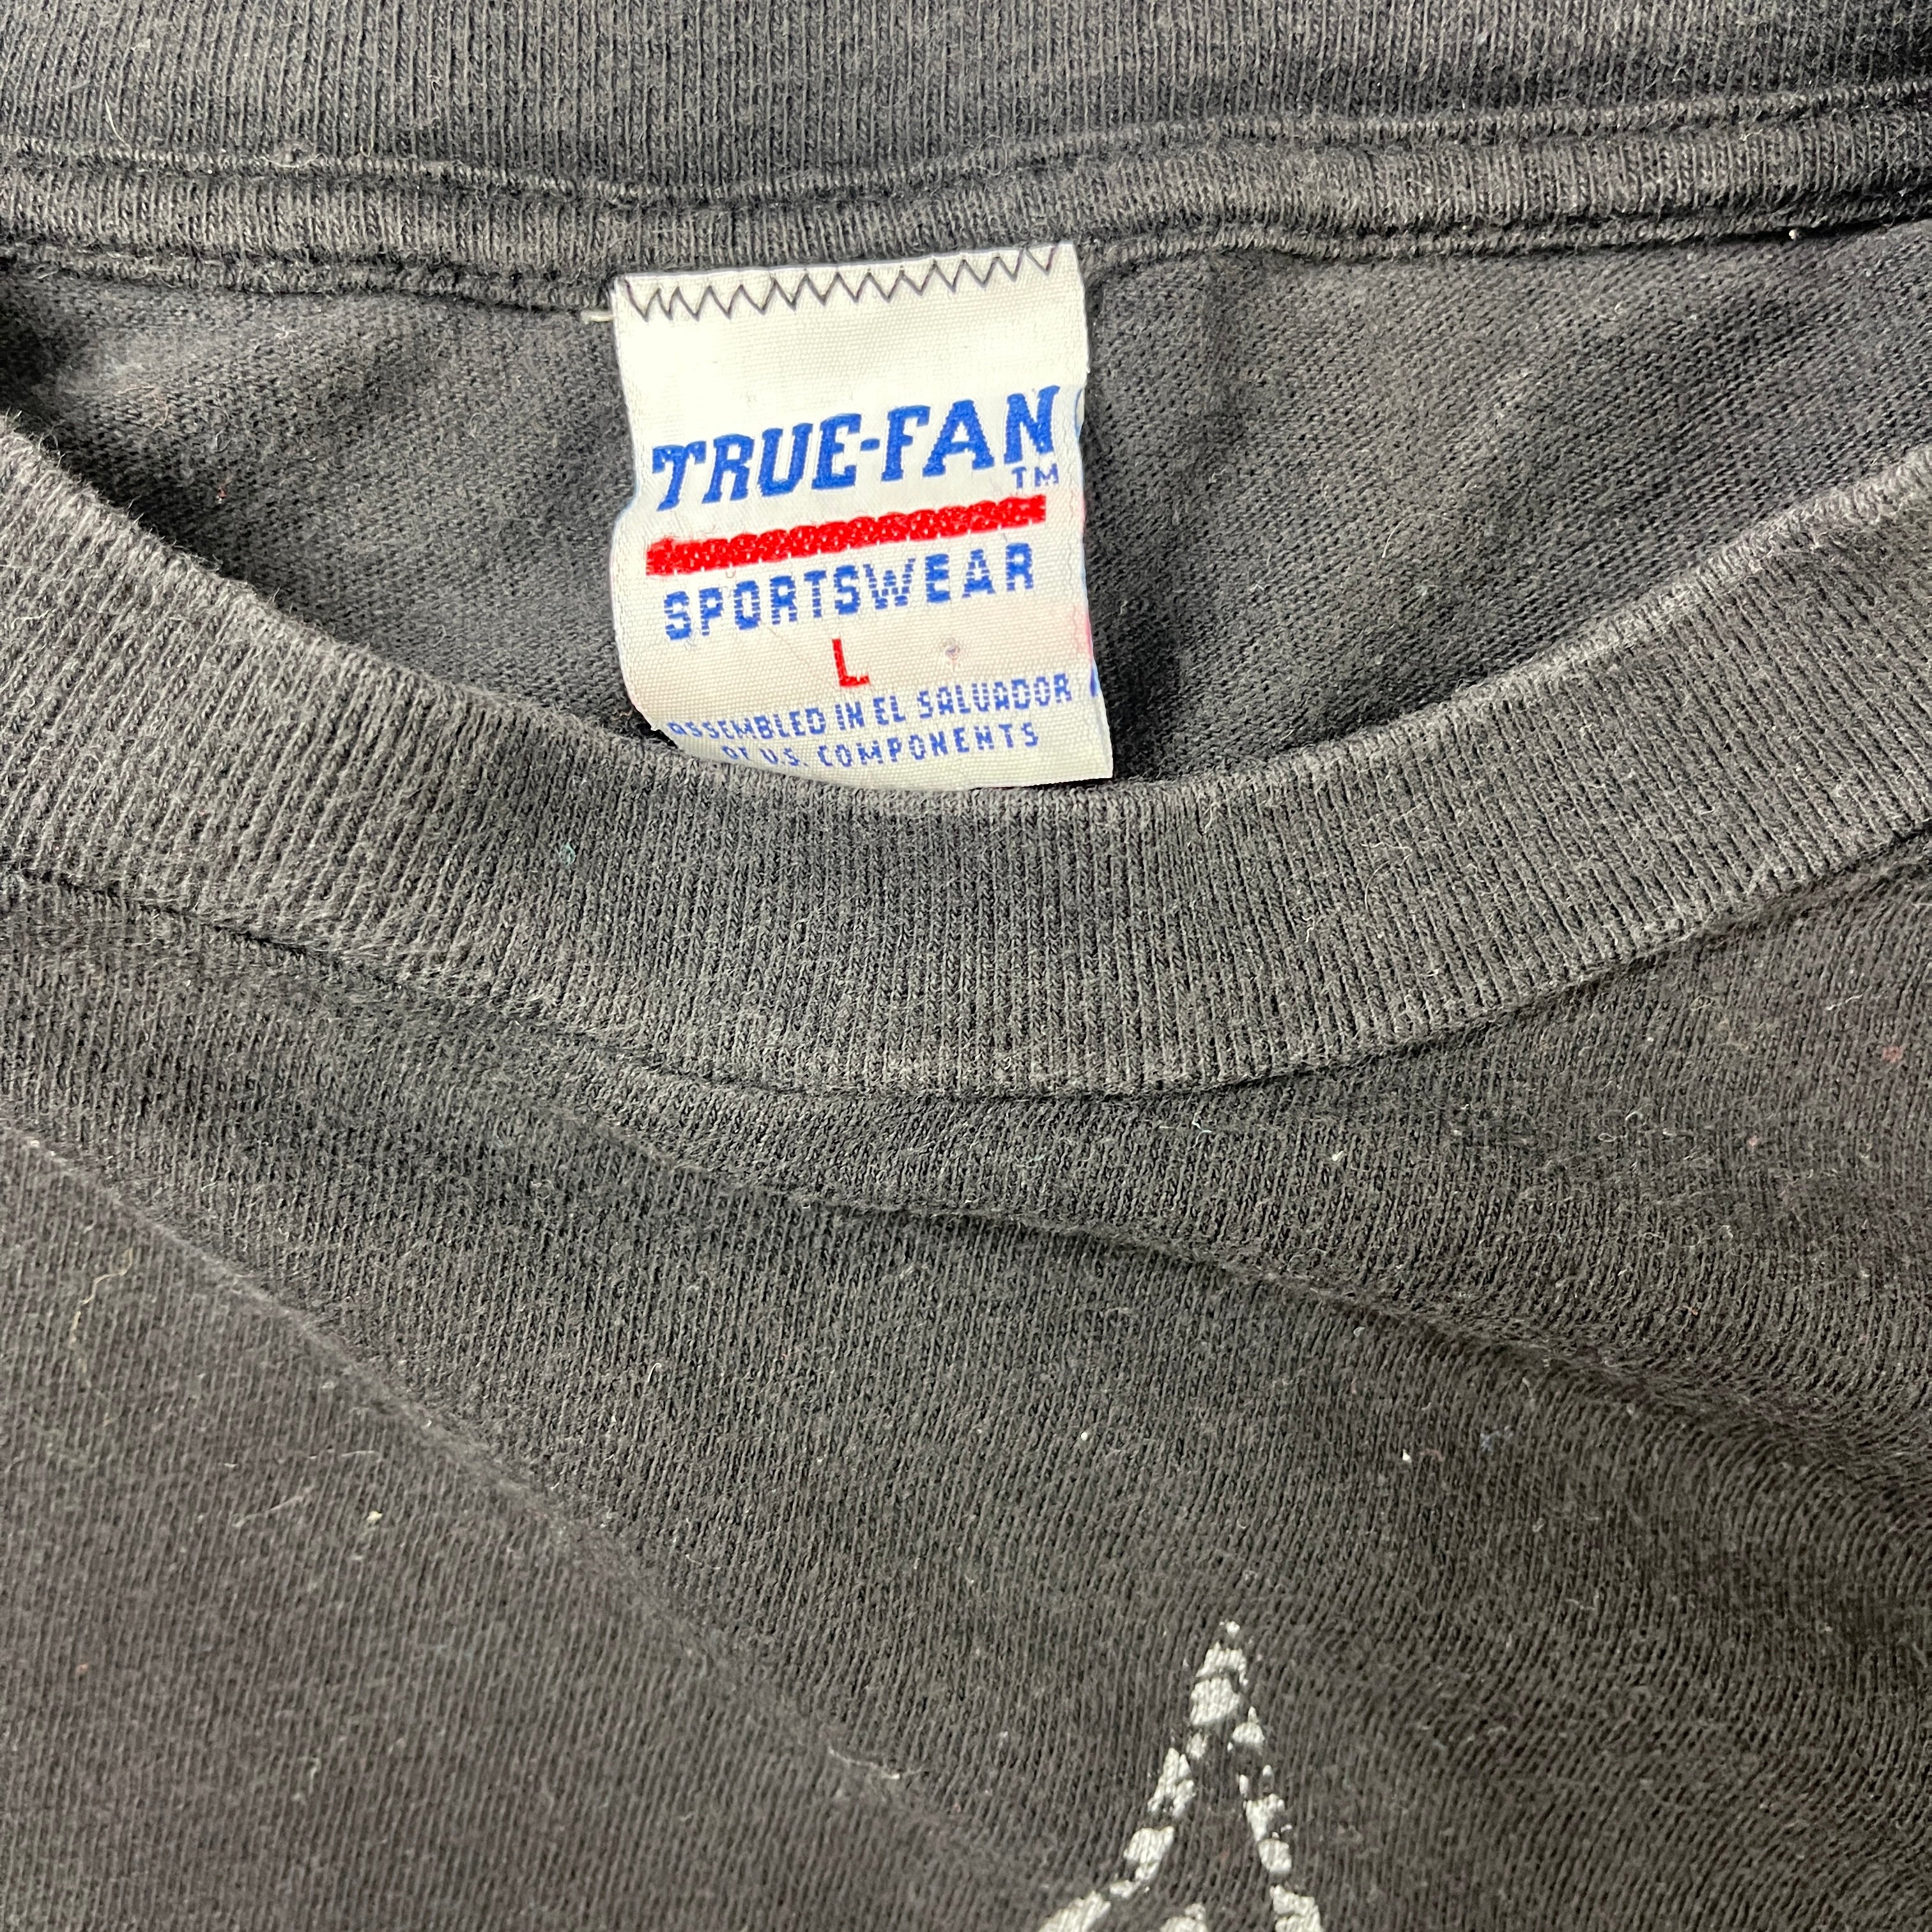 TRUE-FAN
TM
SPORTSWEAR
L
ASSEMBLED IN EL SALVADOR
OF U.S. COMPONENTS